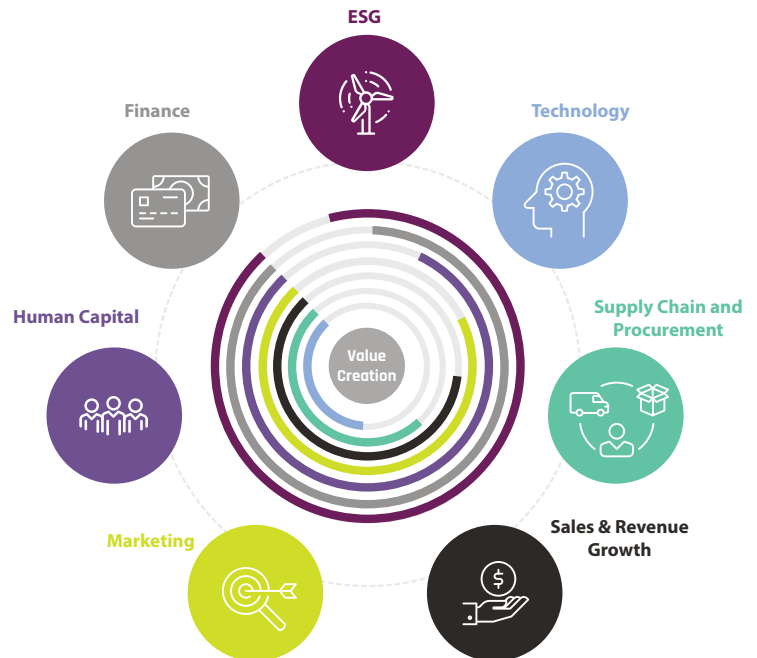 ESG
Finance
Technology
Human Capital
Supply Chain and
Procurement
Value
Creation
Marketing
Sales & Revenue
Growth
$